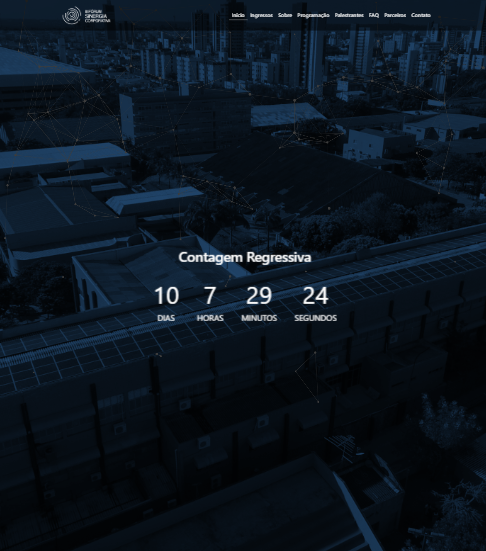 III FÓRUM
SINERGIA
CORPORATIVA
Início Ingressos Sobre Programação Palestrantes FAQ Parceiros Contato
Contagem Regressiva
10 7 29 24
DIAS HORAS MINUTOS SEGUNDOS